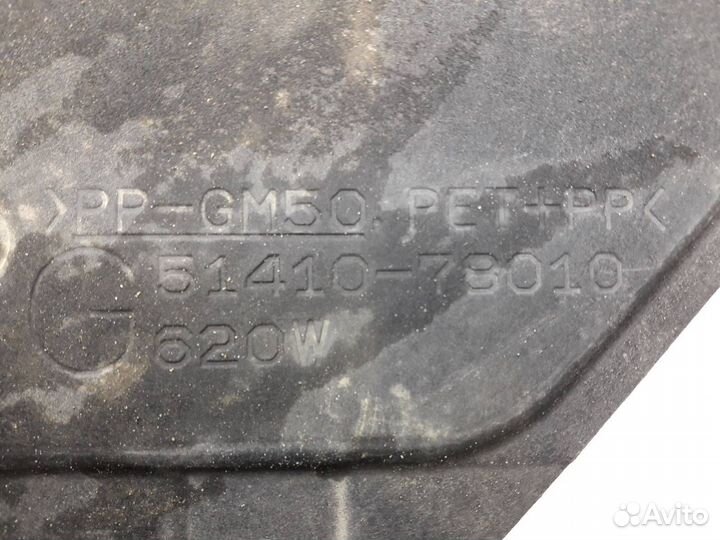 >PP-GM50 PET+PP<
G 51410-78010
620W
Avito